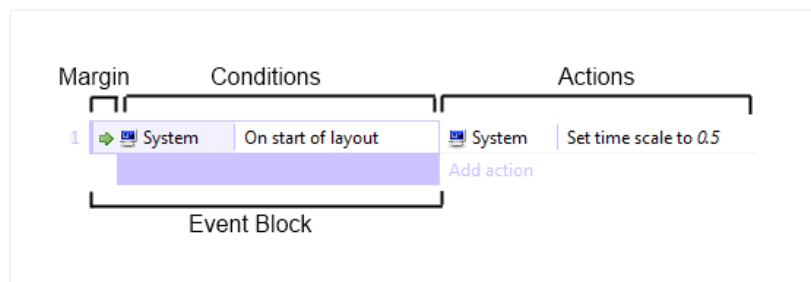 Margin Conditions Actions
1 System On start of layout System Set time scale to 0.5
Add action
Event Block